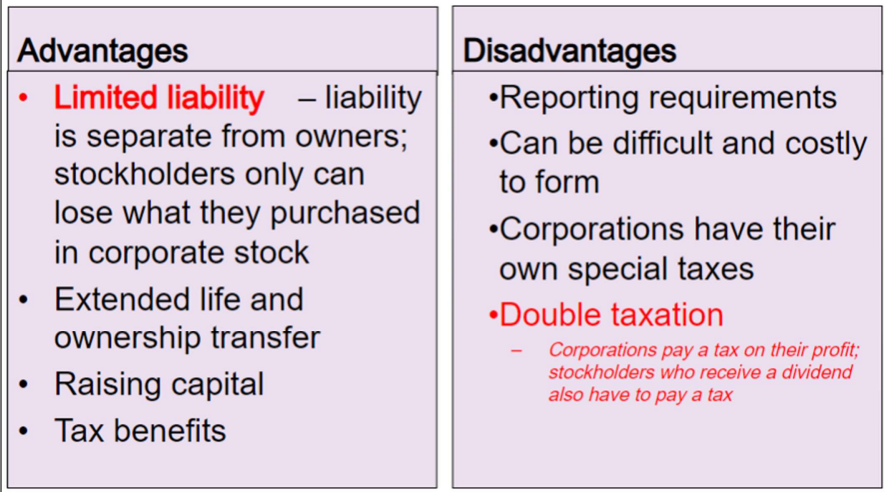 Advantages
• Limited liability – liability
is separate from owners;
stockholders only can
lose what they purchased
in corporate stock
• Extended life and
ownership transfer
• Raising capital
• Tax benefits
Disadvantages
•Reporting requirements
•Can be difficult and costly
to form
•Corporations have their
own special taxes
•Double taxation
– Corporations pay a tax on their profit;
stockholders who receive a dividend
also have to pay a tax